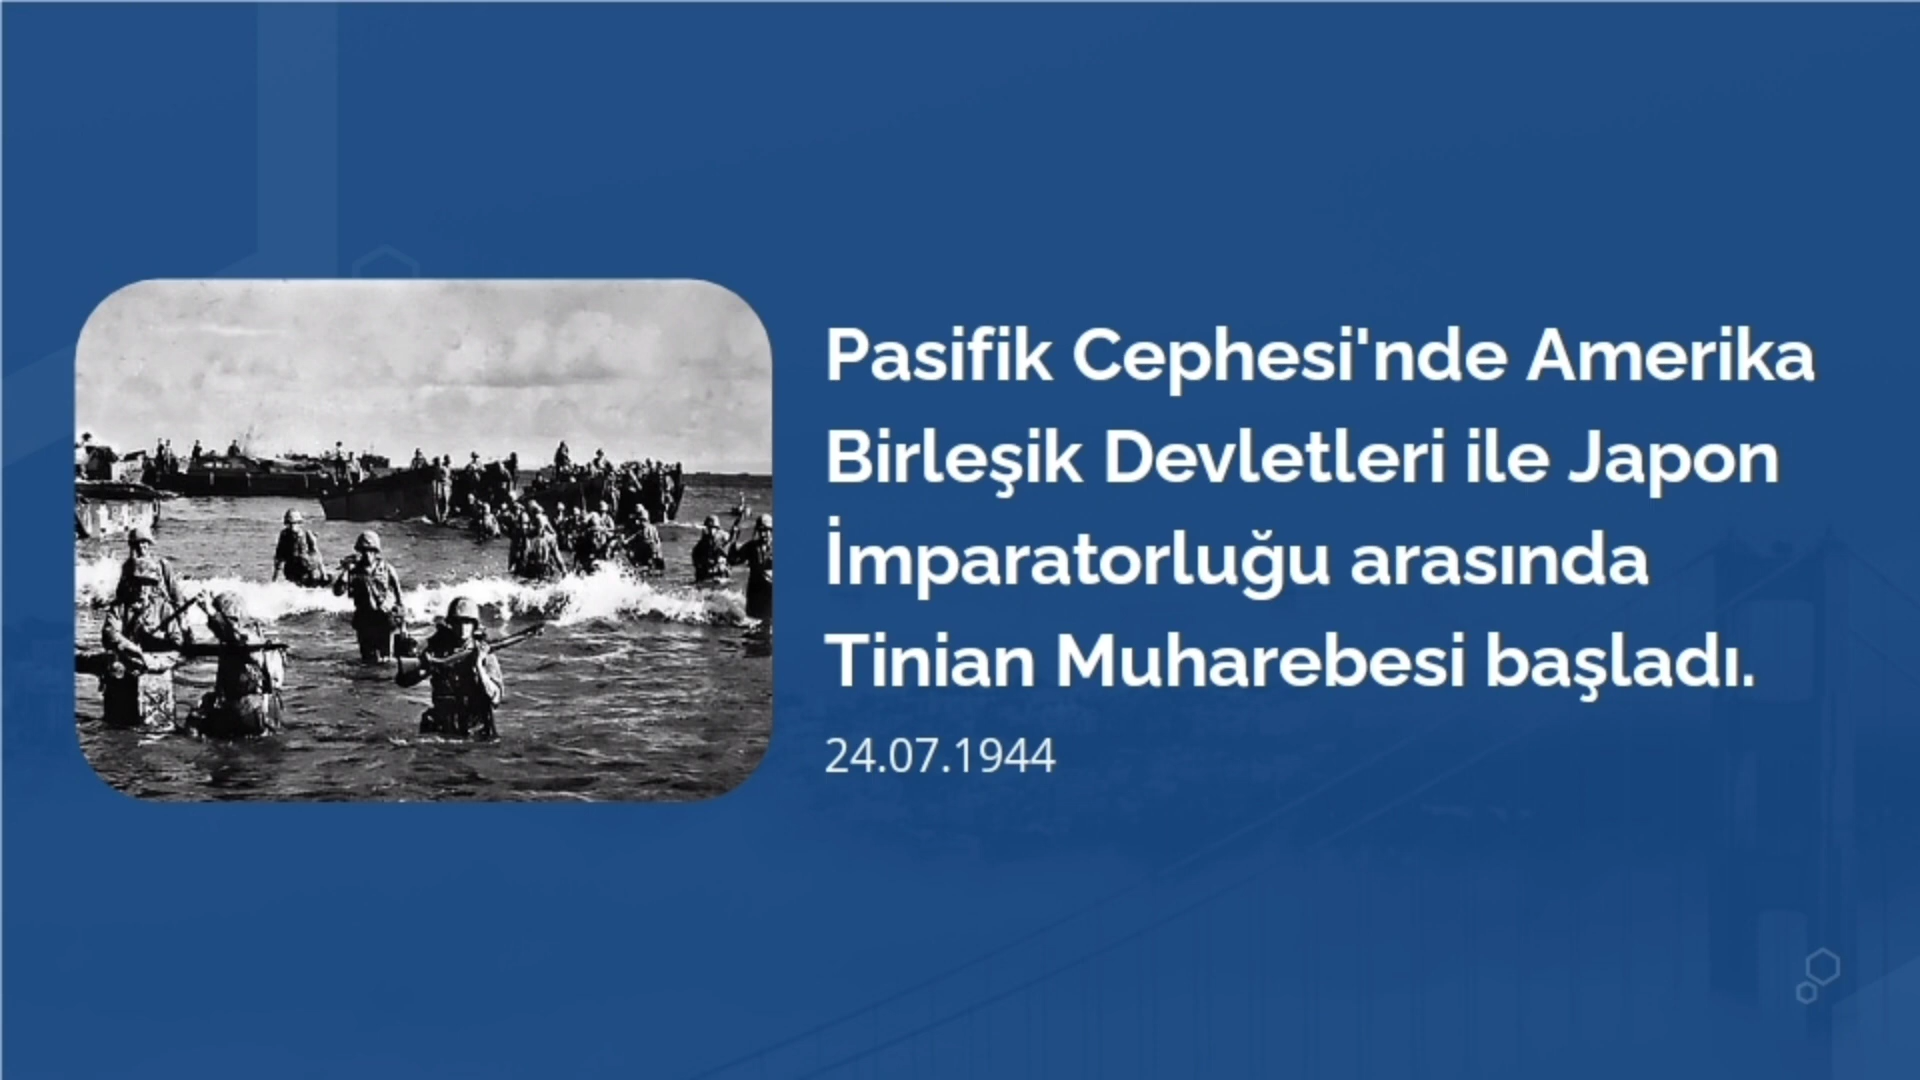 Pasifik Cephesi'nde Amerika
Birleşik Devletleri ile Japon
İmparatorluğu arasında
Tinian Muharebesi başladı.
24.07.1944